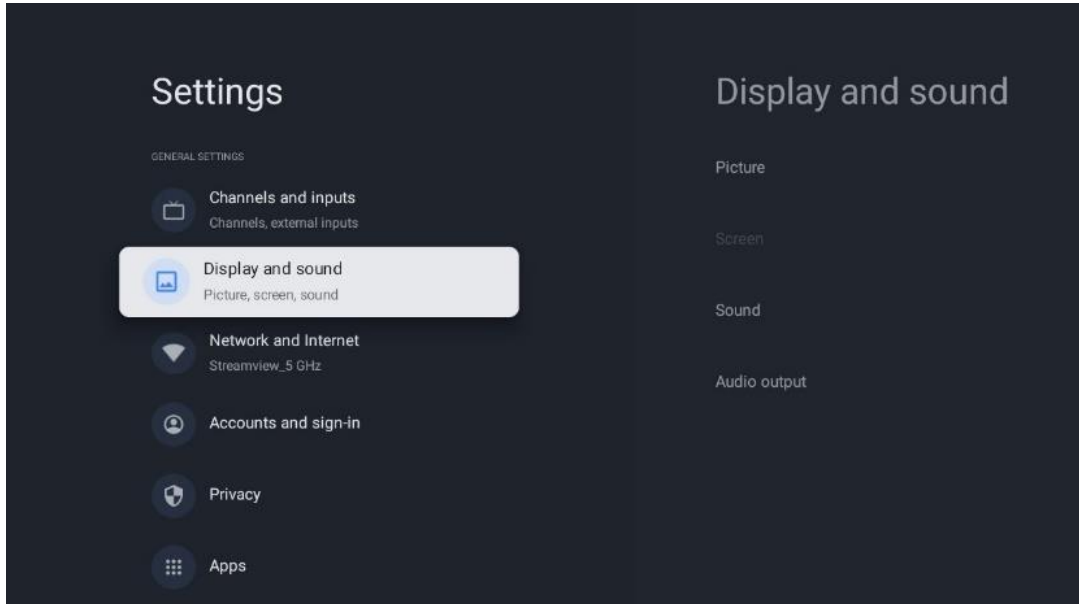 Settings
GENERAL SETTINGS
Channels and inputs
Channels, external inputs
Display and sound
Picture, screen, sound
Network and Internet
Streamview_5 GHz
Accounts and sign-in
Privacy
Apps
Display and sound
Picture
Screen
Sound
Audio output